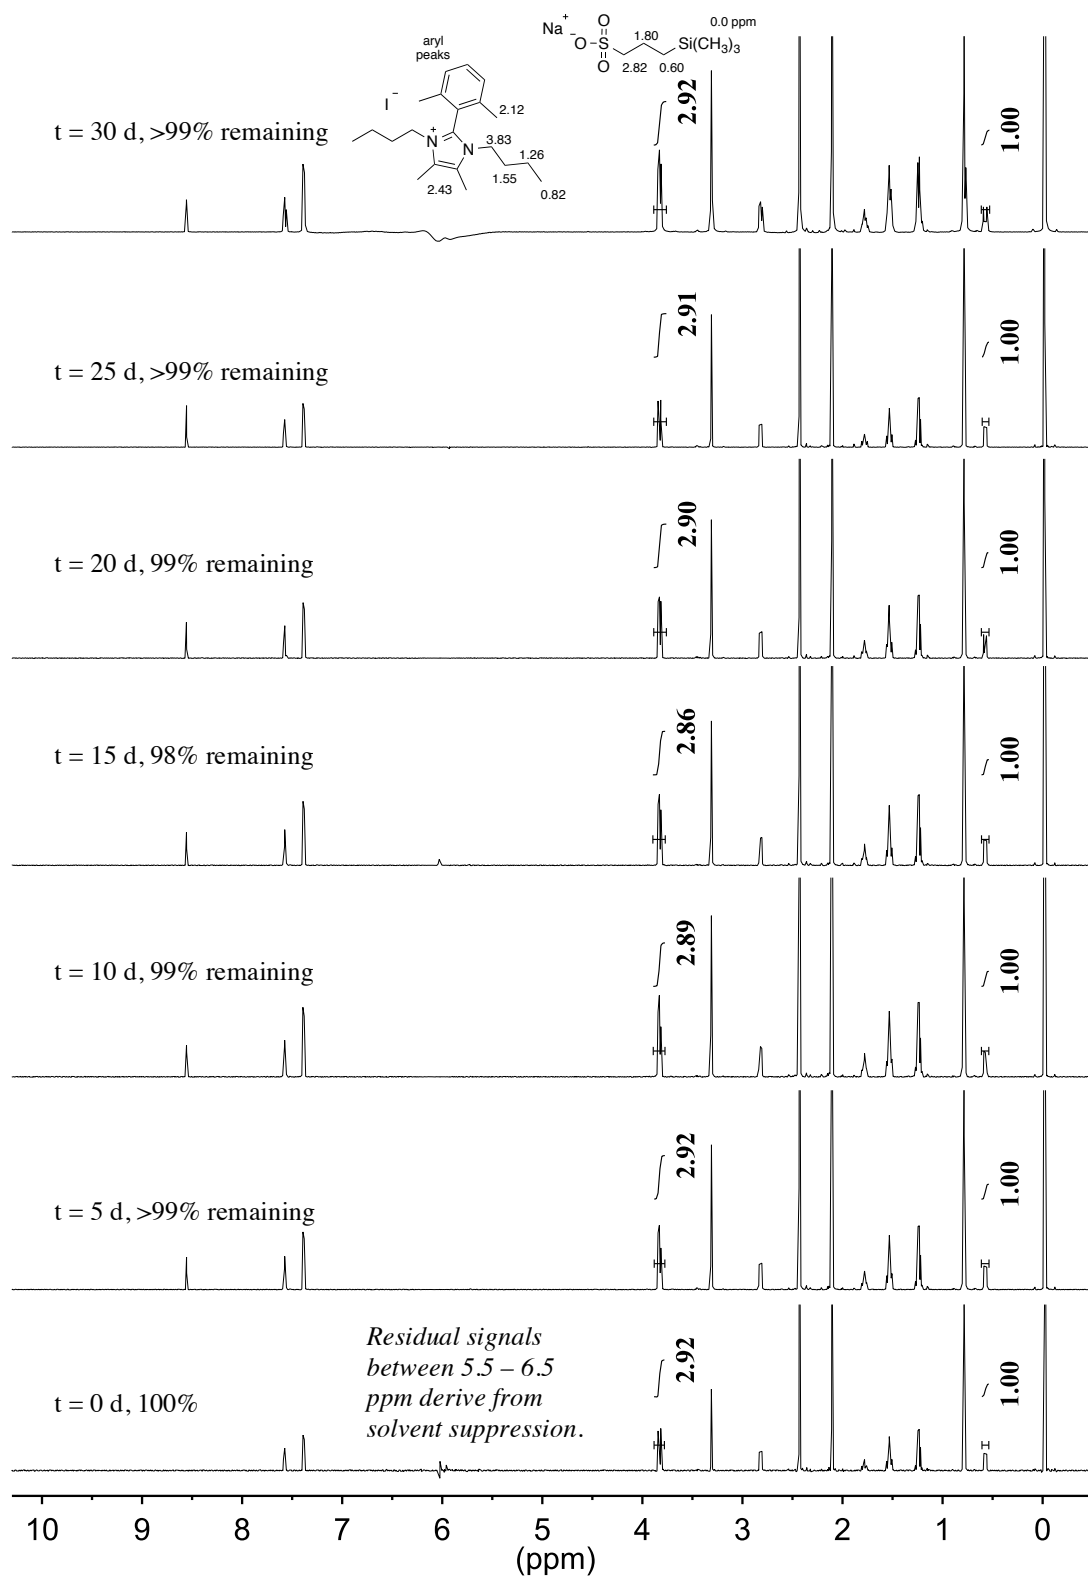 0.0 ppm
Na+
O
-O
S
1.80
Si(CH3)3
O
2.82
0.60
aryl
peaks
I−
2.12
N+
N
3.83
1.26
1.55
2.43
0.82
t = 30 d, >99% remaining
2.92
1.00
t = 25 d, >99% remaining
2.91
1.00
t = 20 d, 99% remaining
2.90
1.00
t = 15 d, 98% remaining
2.86
1.00
t = 10 d, 99% remaining
2.89
1.00
t = 5 d, >99% remaining
2.92
1.00
Residual signals
between 5.5 – 6.5
ppm derive from
solvent suppression.
t = 0 d, 100%
2.92
1.00
10 9 8 7 6 5 4 3 2 1 0
(ppm)